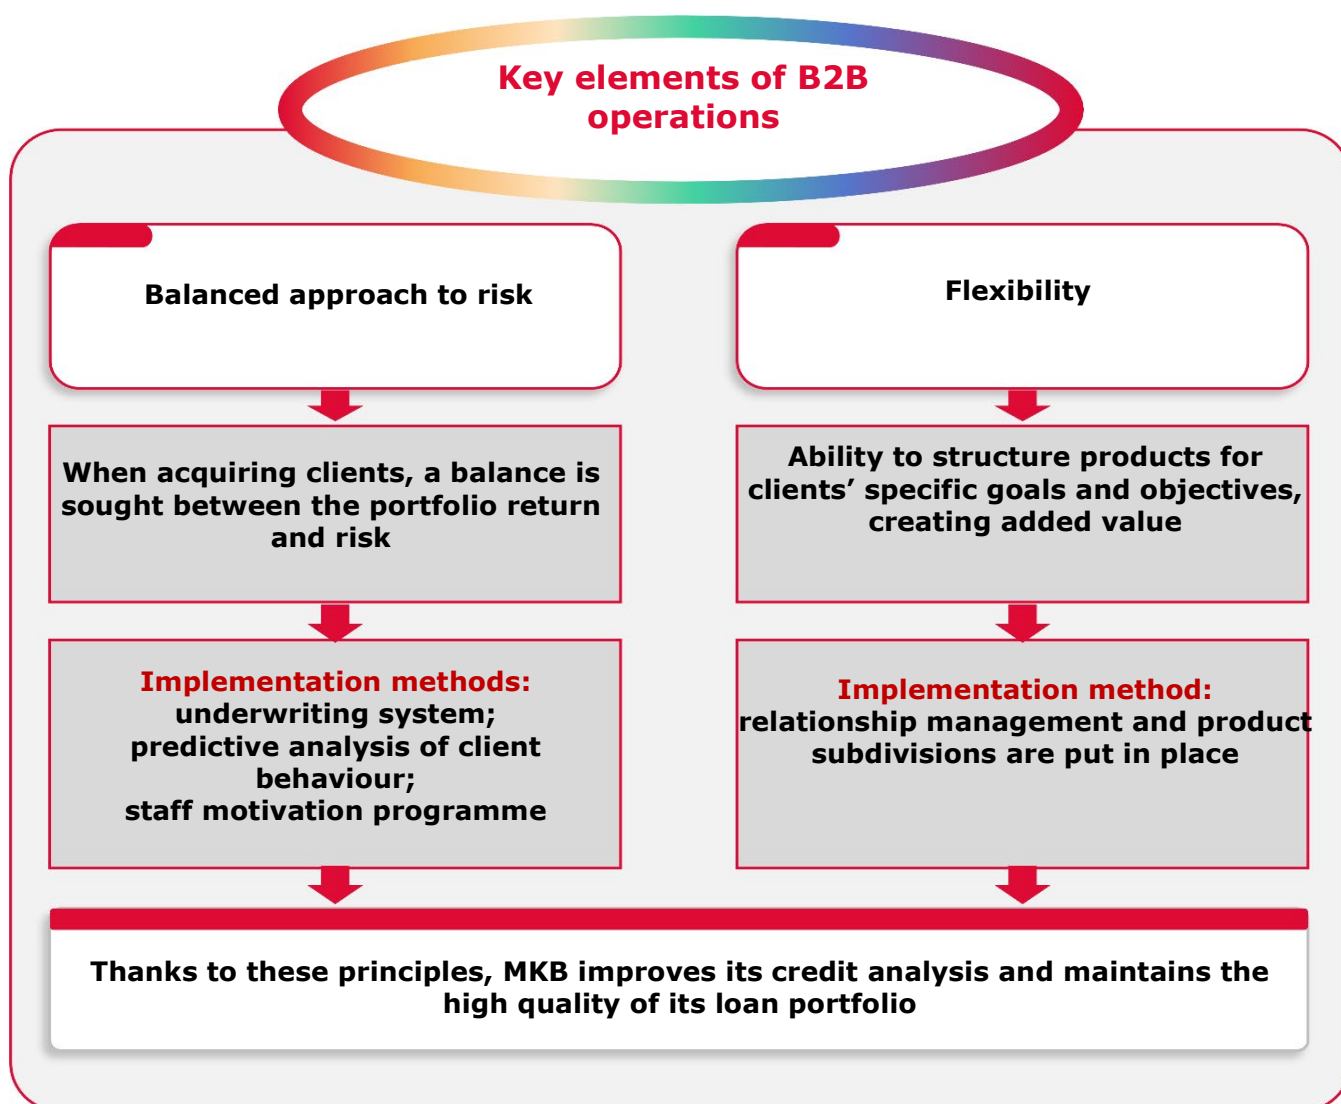 Key elements of B2B
operations
Balanced approach to risk
When acquiring clients, a balance is
sought between the portfolio return
and risk
Implementation methods:
underwriting system;
predictive analysis of client
behaviour;
staff motivation programme
Flexibility
Ability to structure products for
clients’ specific goals and objectives,
creating added value
Implementation method:
relationship management and product
subdivisions are put in place
Thanks to these principles, MKB improves its credit analysis and maintains the
high quality of its loan portfolio